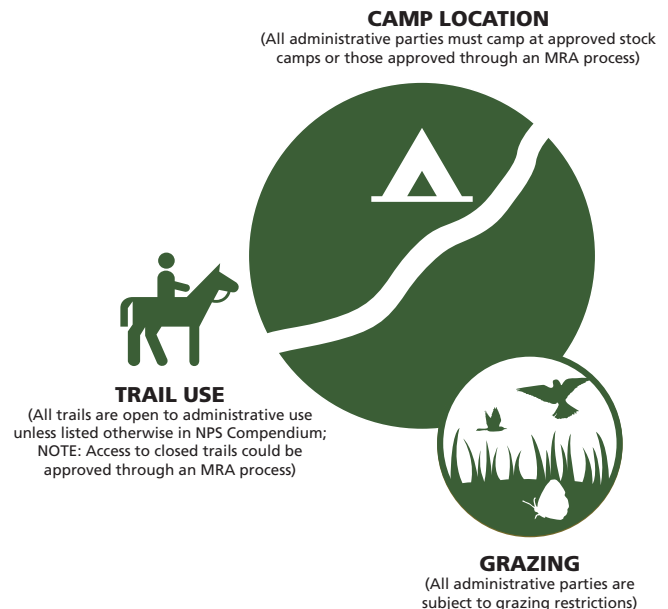 CAMP LOCATION
(All administrative parties must camp at approved stock
camps or those approved through an MRA process)
TRAIL USE
(All trails are open to administrative use
unless listed otherwise in NPS Compendium;
NOTE: Access to closed trails could be
approved through an MRA process)
GRAZING
(All administrative parties are
subject to grazing restrictions)